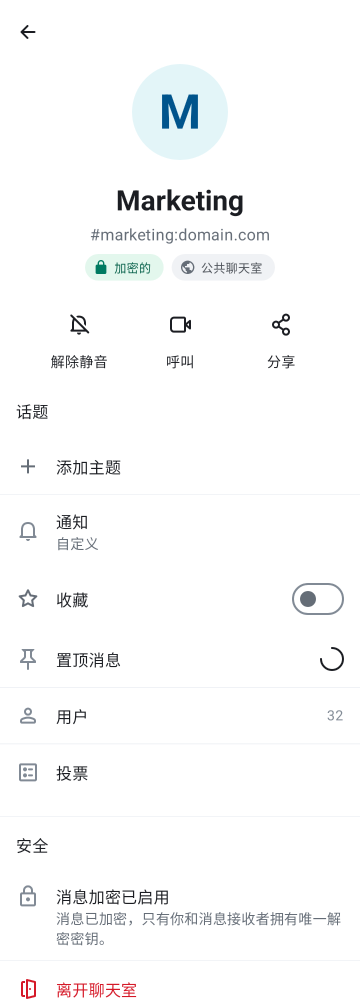 M
Marketing
#marketing:domain.com
加密的
公共聊天室
解除静音
呼叫
分享
话题
添加主题
通知
自定义
收藏
置顶消息
用户
32
投票
安全
消息加密已启用
消息已加密，只有你和消息接收者拥有唯一解
密密钥。
离开聊天室